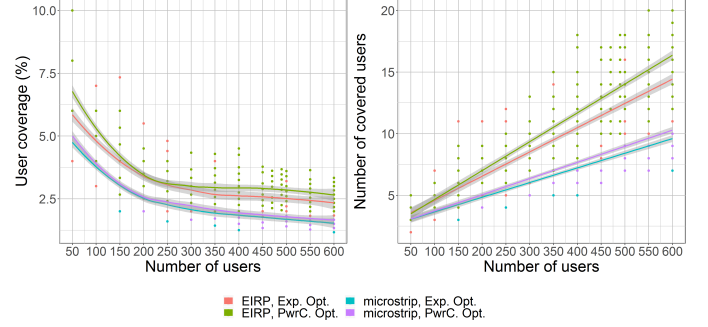 10.0
7.5
5.0
2.5
User coverage (%)
50 100 150 200 250 300 350 400 450 500 550 600
Number of users
20
15
10
5
Number of covered users
50 100 150 200 250 300 350 400 450 500 550 600
Number of users
EIRP, Exp. Opt.
microstrip, Exp. Opt.
EIRP, PwrC. Opt.
microstrip, PwrC. Opt.